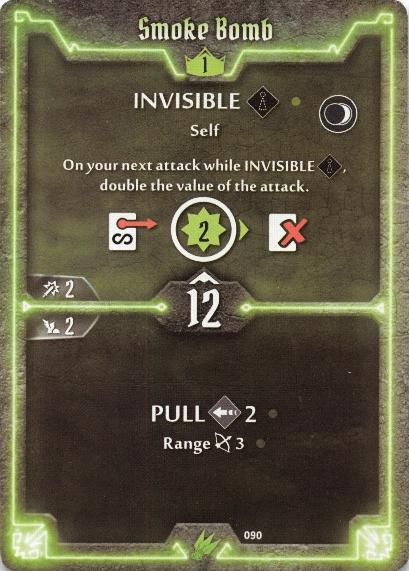 Smoke Bomb
1
INVISIBLE
Self
On your next attack while INVISIBLE,
double the value of the attack.
S 2
2
12
2
PULL 2
Range 3
090